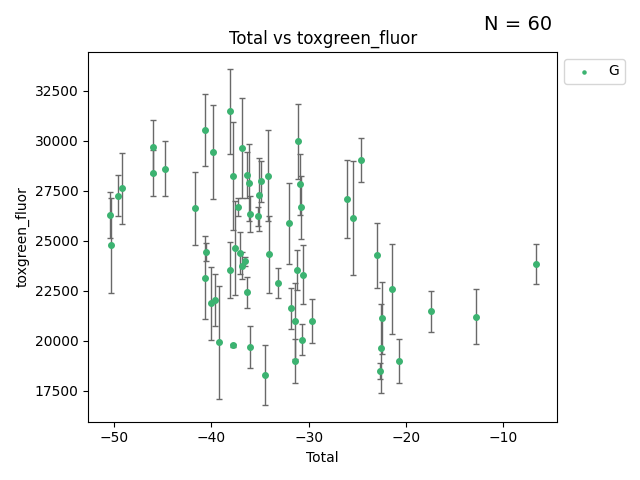 N = 60
Total vs toxgreen_fluor
G
toxgreen_fluor
32500
30000
27500
25000
22500
20000
17500
−50 −40 −30 −20 −10
Total